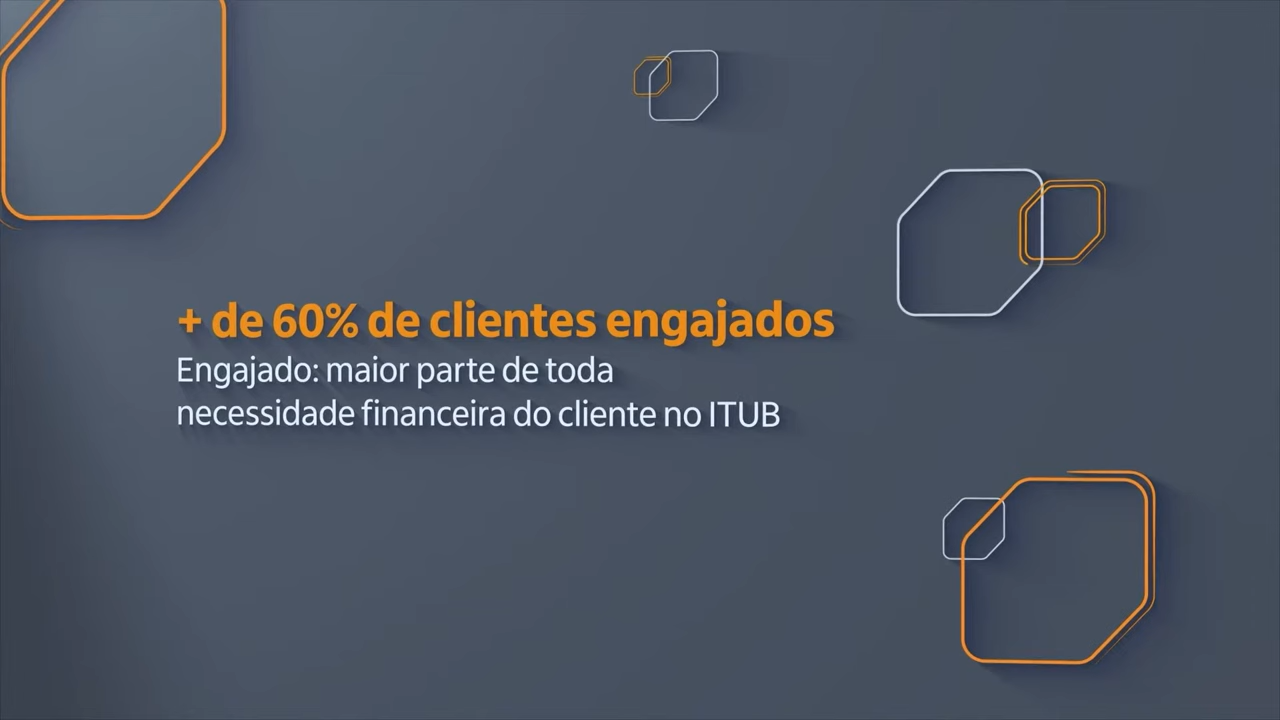 + de 60% de clientes engajados
Engajado: maior parte de toda
necessidade financeira do cliente no ITUB